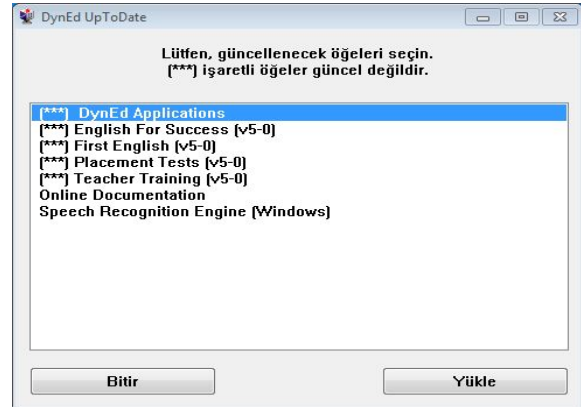 DynEd UpToDate
Lütfen, güncellenecek öğeleri seçin.
(***) işaretli öğeler güncel değildir.
(***) DynEd Applications
(***) English For Success (v5-0)
(***) First English (v5-0)
(***) Placement Tests (v5-0)
(***) Teacher Training (v5-0)
Online Documentation
Speech Recognition Engine (Windows)
Bitir
Yükle